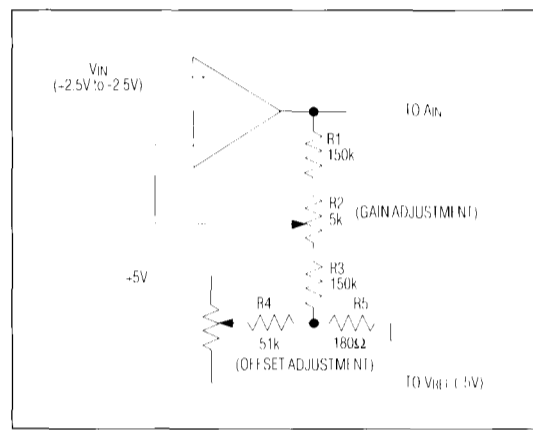 VIN
(+2.5V to -2.5V)
TO AIN
R1
150k
R2
5k
(GAIN ADJUSTMENT)
R3
150k
+5V
R4
51k
R5
180Ω
(OFFSET ADJUSTMENT)
TO VREF (-5V)